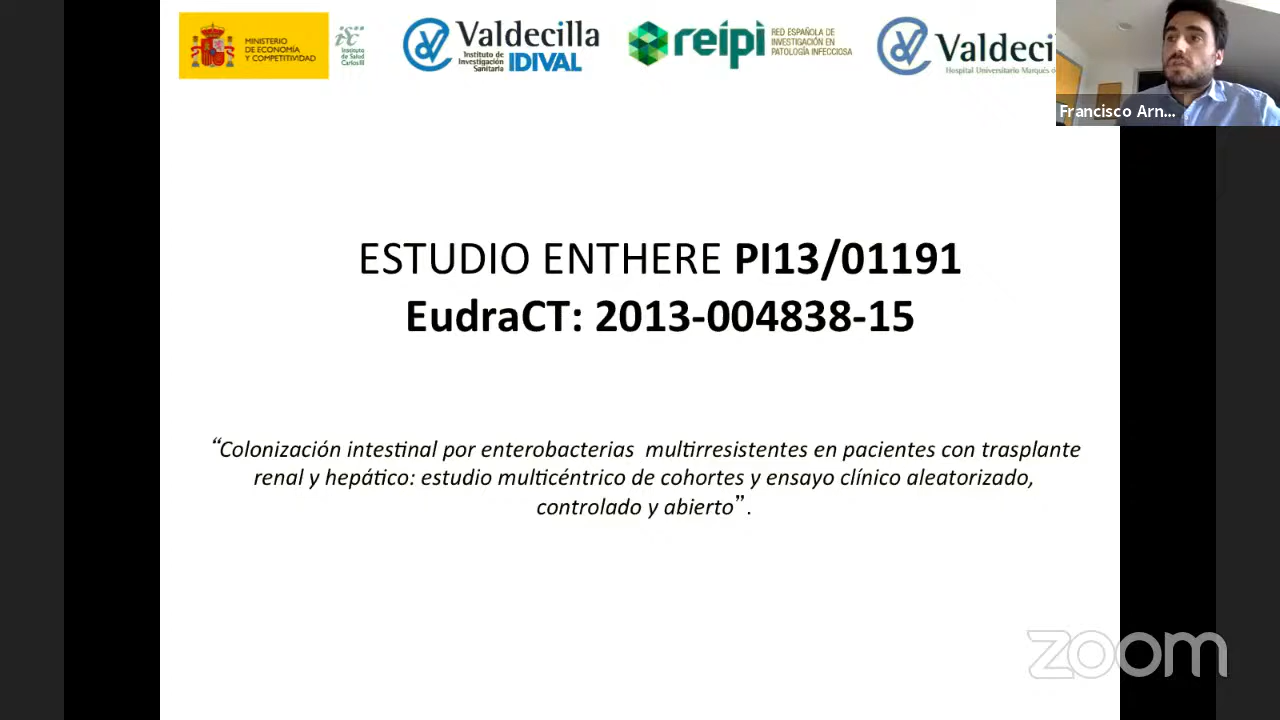 MINISTERIO
DE ECONOMÍA
Y COMPETITIVIDAD
Instituto
de Salud
Carlos III
Valdecilla
Instituto de
Investigación
Sanitaria
IDIVAL
reipi
RED ESPAÑOLA DE
INVESTIGACIÓN EN
PATOLOGÍA INFECCIOSA
Valdeci
Hospital Universitario Marqués
Francisco Arn...
ESTUDIO ENTHERE PI13/01191
EudraCT: 2013-004838-15
“Colonización intestinal por enterobacterias multirresistentes en pacientes con trasplante
renal y hepático: estudio multicéntrico de cohortes y ensayo clínico aleatorizado,
controlado y abierto”.
zoom